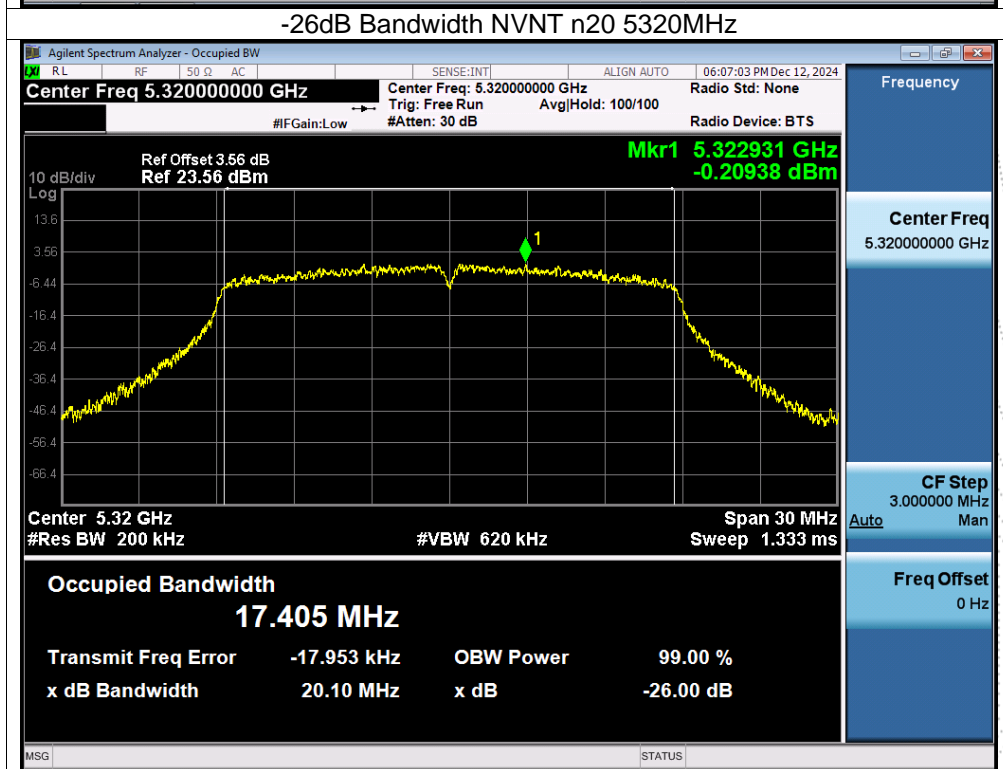 -26dB Bandwidth NVNT n20 5320MHz
Agilent Spectrum Analyzer - Occupied BW
LXI RL RF 50 Ω AC SENSE:INT ALIGN AUTO 06:07:03 PM Dec 12, 2024
Center Freq 5.320000000 GHz
Center Freq: 5.320000000 GHz
Radio Std: None
Trig: Free Run Avg|Hold: 100/100
#IFGain:Low #Atten: 30 dB Radio Device: BTS
Frequency
Mkr1 5.322931 GHz
-0.20938 dBm
Ref Offset 3.56 dB
10 dB/div Ref 23.56 dBm
Log
13.6
3.56
-6.44
-16.4
-26.4
-36.4
-46.4
-56.4
-66.4
1
Center Freq
5.320000000 GHz
Center 5.32 GHz Span 30 MHz
#Res BW 200 kHz #VBW 620 kHz Sweep 1.333 ms
CF Step
3.000000 MHz
Auto Man
Freq Offset
0 Hz
Occupied Bandwidth
17.405 MHz
Transmit Freq Error -17.953 kHz OBW Power 99.00 %
x dB Bandwidth 20.10 MHz x dB -26.00 dB
MSG STATUS